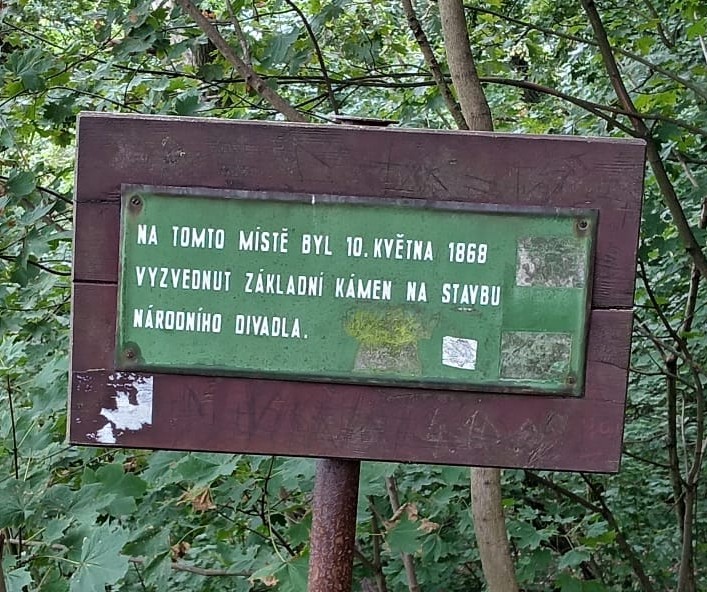 NA TOMTO MÍSTĚ BYL 10. KVĚTNA 1868
VYZVEDNUT ZÁKLADNÍ KÁMEN NA STAVBU
NÁRODNÍHO DIVADLA.